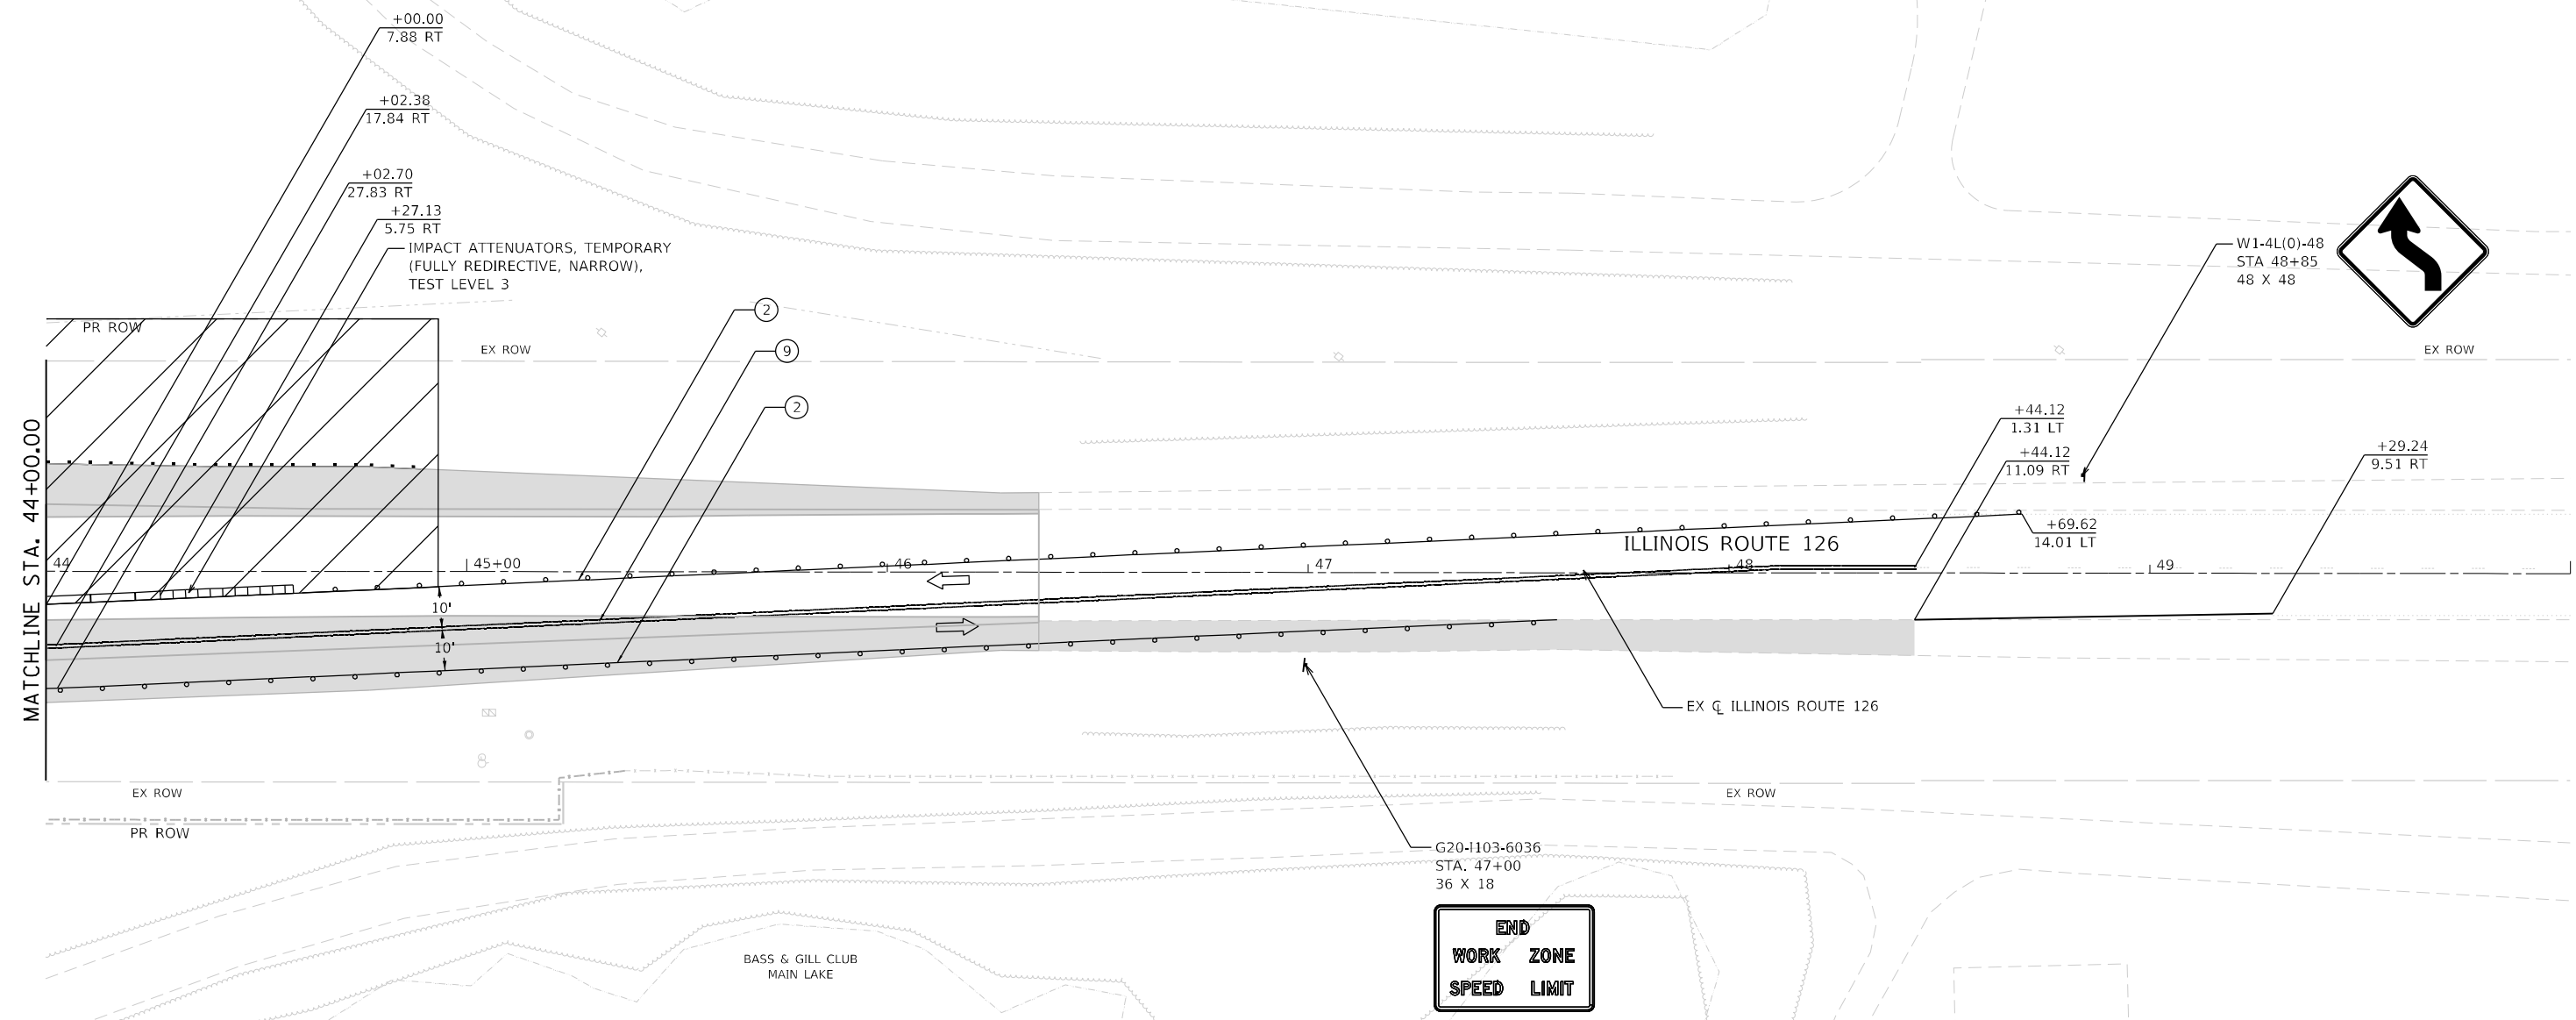 +00.00
7.88 RT
+02.38
17.84 RT
+02.70
27.83 RT
+27.13
5.75 RT
IMPACT ATTENUATORS, TEMPORARY
(FULLY REDIRECTIVE, NARROW),
TEST LEVEL 3
W1-4L(0)-48
STA 48+85
48 X 48
2
PR ROW
EX ROW
9
EX ROW
2
+44.12
1.31 LT
+44.12
11.09 RT
+29.24
9.51 RT
+69.62
14.01 LT
MATCHLINE STA. 44+00.00
ILLINOIS ROUTE 126
44
45+00
46
47
48
49
10'
10'
EX ℄ ILLINOIS ROUTE 126
EX ROW
EX ROW
PR ROW
G20-I103-6036
STA. 47+00
36 X 18
END
WORK ZONE
SPEED LIMIT
BASS & GILL CLUB
MAIN LAKE